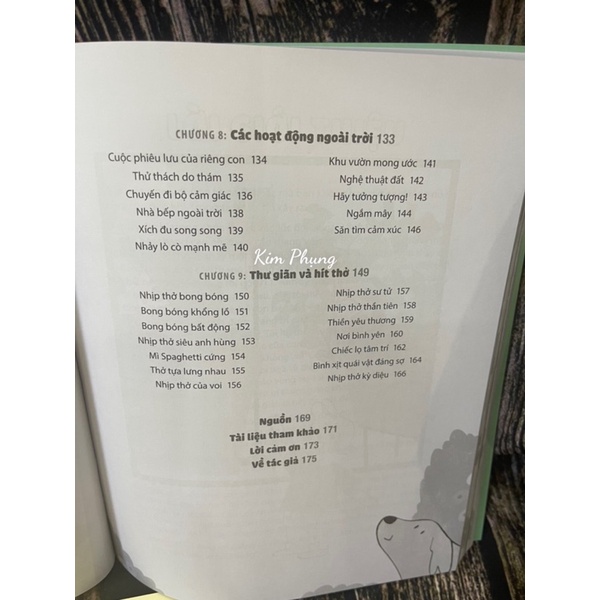 CHƯƠNG 8: Các hoạt động ngoài trời 133
Cuộc phiêu lưu của riêng con 134
Thử thách do thám 135
Chuyến đi bộ cảm giác 136
Nhà bếp ngoài trời 138
Xích đu song song 139
Nhảy lò cò mạnh mẽ 140
Khu vườn mong ước 141
Nghệ thuật đất 142
Hãy tưởng tượng! 143
Ngắm mây 144
Săn tìm cảm xúc 146
Kim Phụng
CHƯƠNG 9: Thư giãn và hít thở 149
Nhịp thở bong bóng 150
Bong bóng khổng lồ 151
Bong bóng bất động 152
Nhịp thở siêu anh hùng 153
Mì Spaghetti cứng 154
Thở tựa lưng nhau 155
Nhịp thở của voi 156
Nhịp thở sư tử 157
Nhịp thở thần tiên 158
Thiền yêu thương 159
Nơi bình yên 160
Chiếc lọ tâm trí 162
Bình xịt quái vật đáng sợ 164
Nhịp thở kỳ diệu 166
Nguồn 169
Tài liệu tham khảo 171
Lời cảm ơn 173
Về tác giả 175